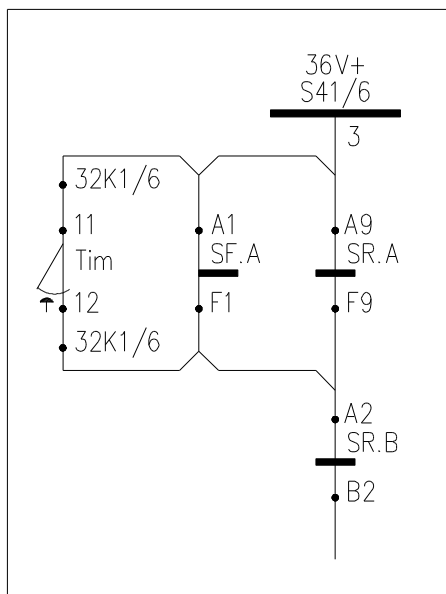 36V+
S41/6
3
32K1/6
11
Tim
12
32K1/6
A1
SF.A
F1
A9
SR.A
F9
A2
SR.B
B2